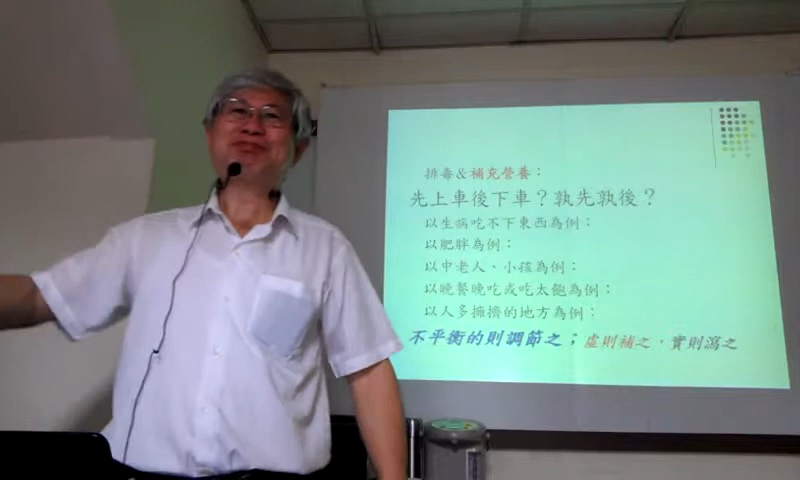 排毒&補充營養：
先上車後下車？孰先孰後？
以生病吃不下東西為例；
以肥胖為例；
以中老人、小孩為例；
以晚餐晚吃或吃太飽為例；
以人多擁擠的地方為例；
不平衡的則調節之；虛則補之，實則瀉之